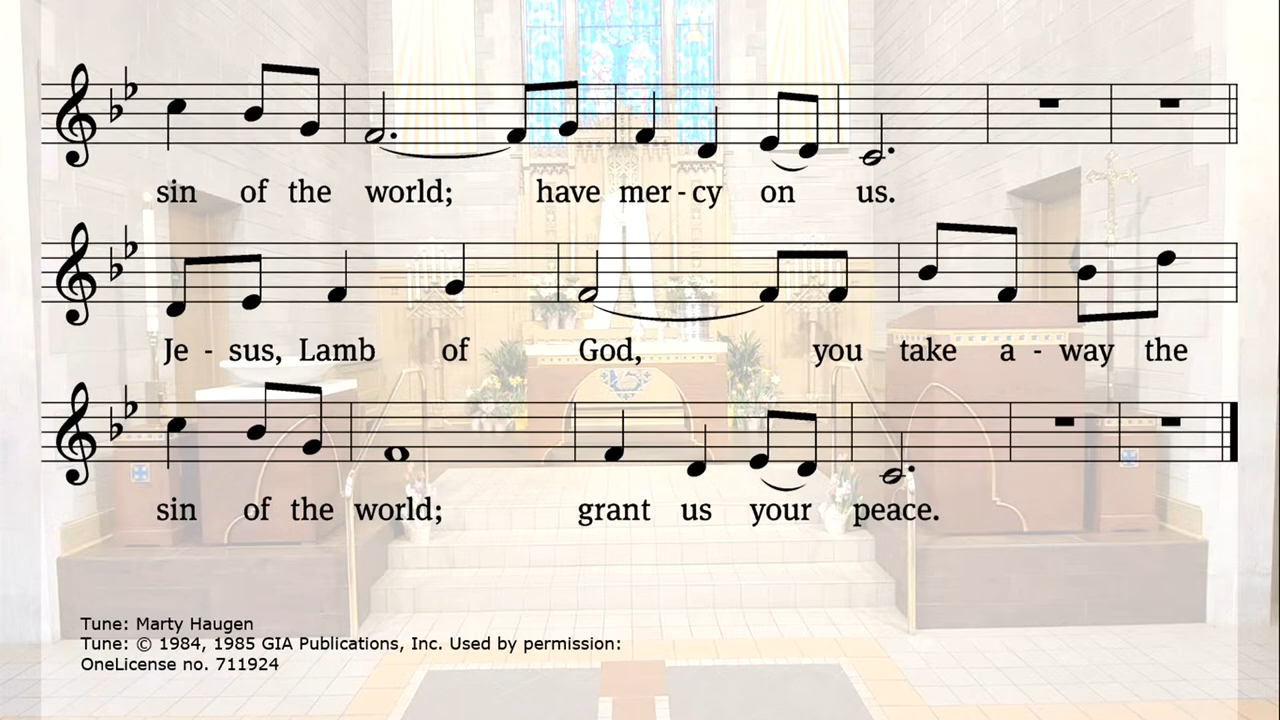 sin of the world; have mer - cy on us.
Je - sus, Lamb of God, you take a - way the
sin of the world; grant us your peace.
Tune: Marty Haugen
Tune: © 1984, 1985 GIA Publications, Inc. Used by permission:
OneLicense no. 711924